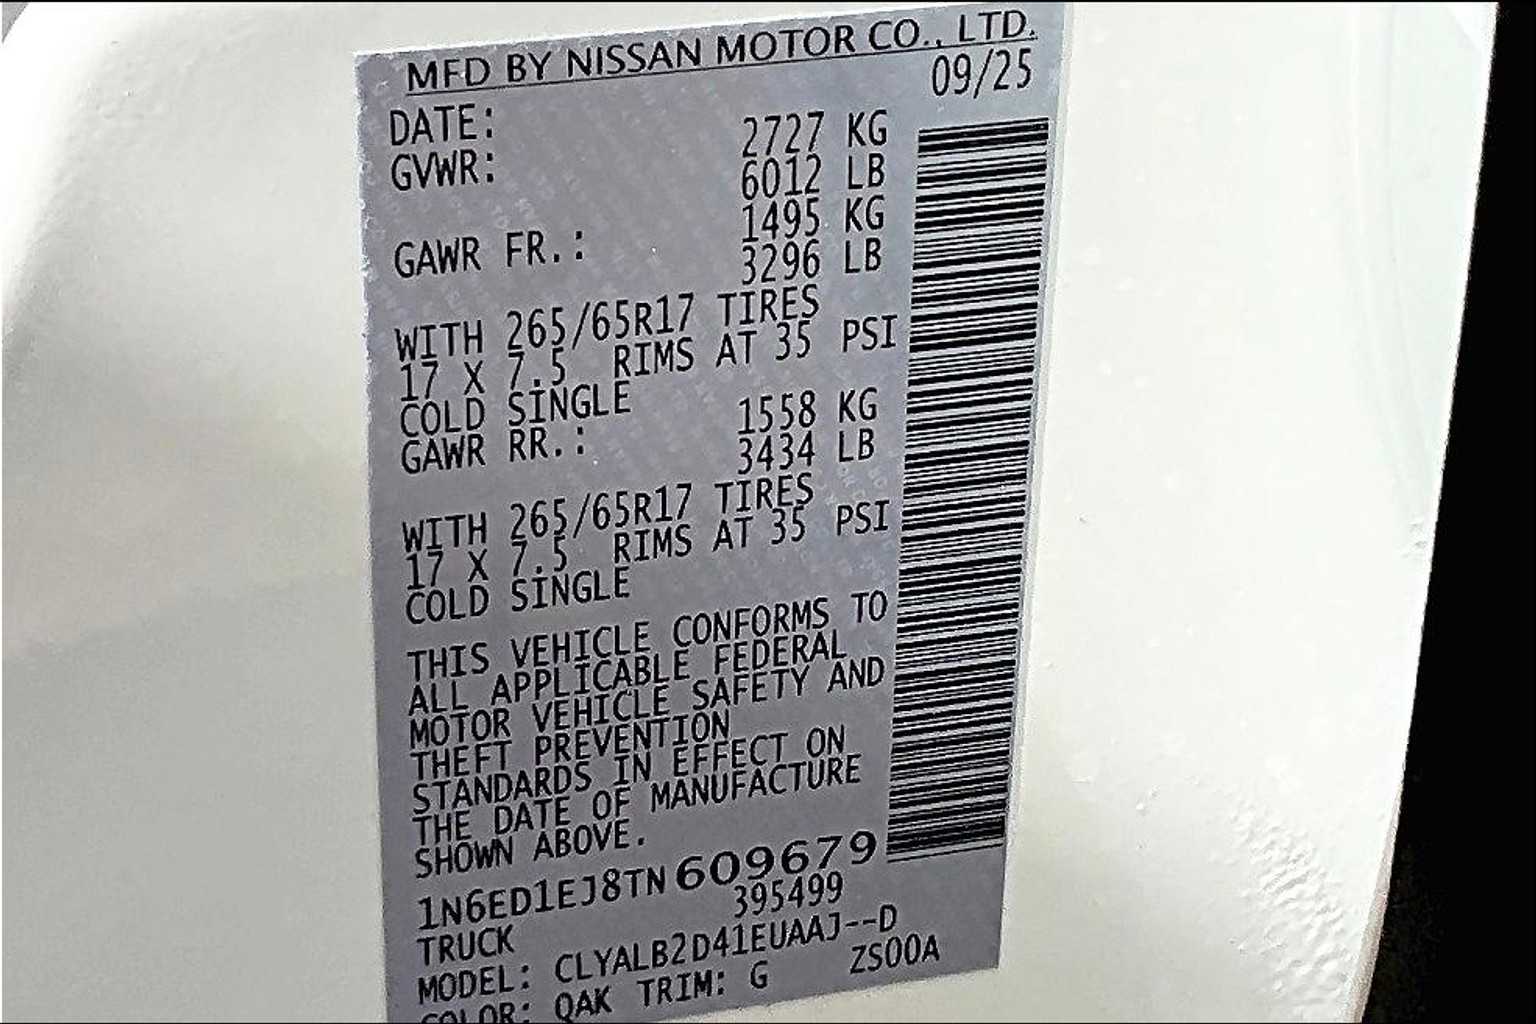 MFD BY NISSAN MOTOR CO., LTD.
DATE: 09/25
GVWR: 2727 KG
6012 LB
GAWR FR.: 1495 KG
3296 LB
WITH 265/65R17 TIRES
17 X 7.5 RIMS AT 35 PSI
COLD SINGLE
GAWR RR.: 1558 KG
3434 LB
WITH 265/65R17 TIRES
17 X 7.5 RIMS AT 35 PSI
COLD SINGLE
THIS VEHICLE CONFORMS TO
ALL APPLICABLE FEDERAL
MOTOR VEHICLE SAFETY AND
THEFT PREVENTION
STANDARDS IN EFFECT ON
THE DATE OF MANUFACTURE
SHOWN ABOVE.
1N6ED1EJ8TN609679
TRUCK 395499
MODEL: CLYALB2D41EUAAJ--D
COLOR: QAK TRIM: G ZS00A